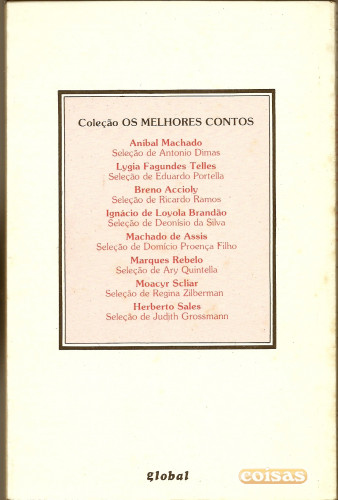 Coleção OS MELHORES CONTOS
Aníbal Machado
Seleção de Antonio Dimas
Lygia Fagundes Telles
Seleção de Eduardo Portella
Breno Accioly
Seleção de Ricardo Ramos
Ignácio de Loyola Brandão
Seleção de Deonísio da Silva
Machado de Assis
Seleção de Domício Proença Filho
Marques Rebelo
Seleção de Ary Quintella
Moacyr Scliar
Seleção de Regina Zilberman
Herberto Sales
Seleção de Judith Grossmann
global
coisas